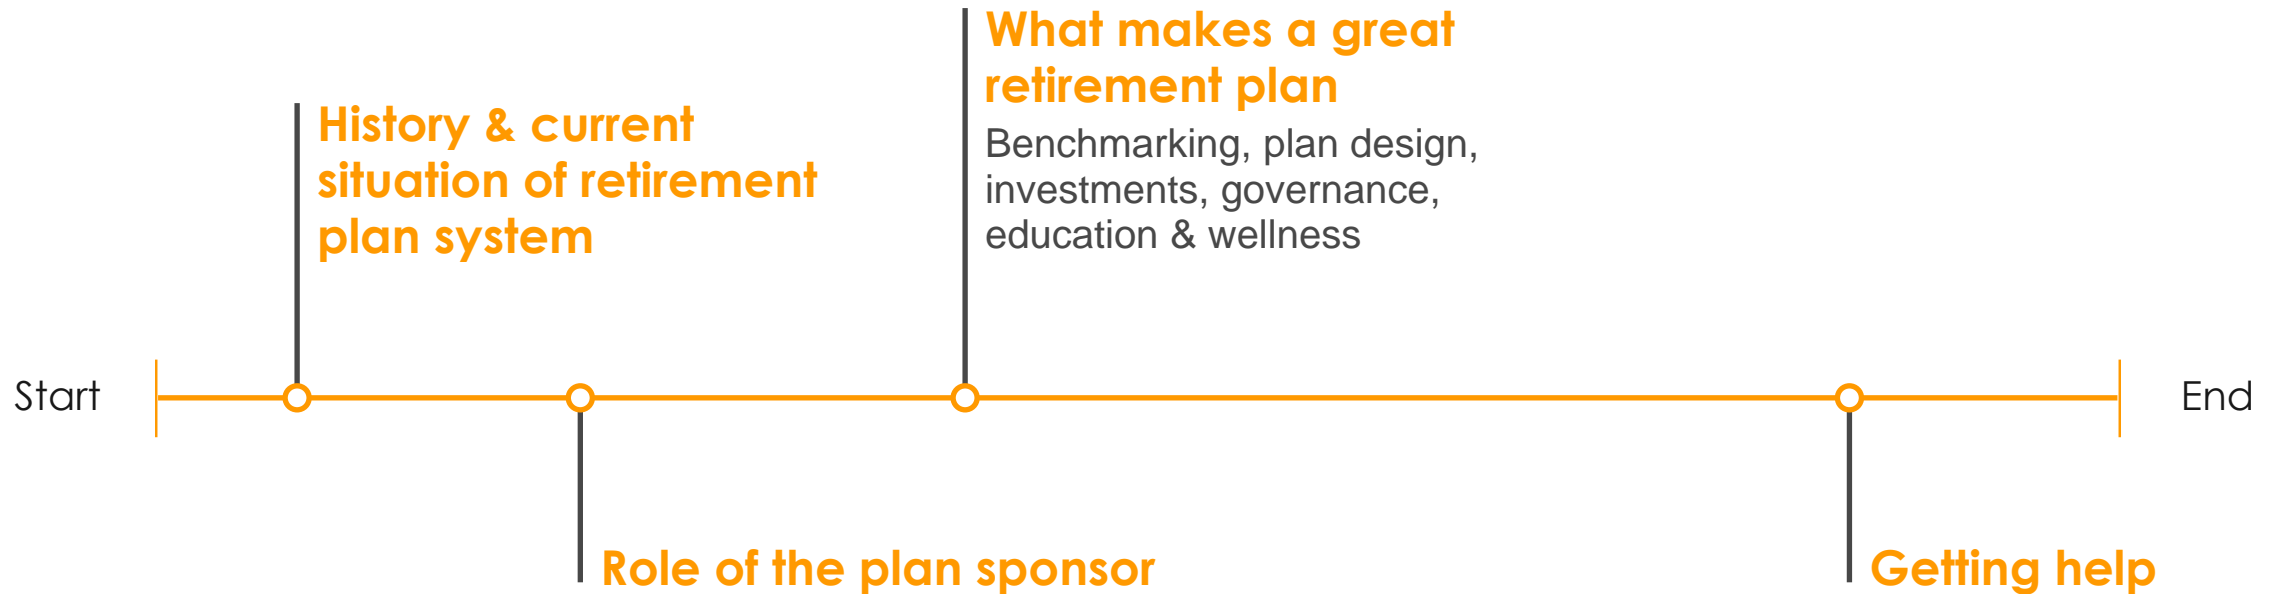 What makes a great
retirement plan
Benchmarking, plan design,
investments, governance,
education & wellness
History & current
situation of retirement
plan system
Start
End
Role of the plan sponsor
Getting help